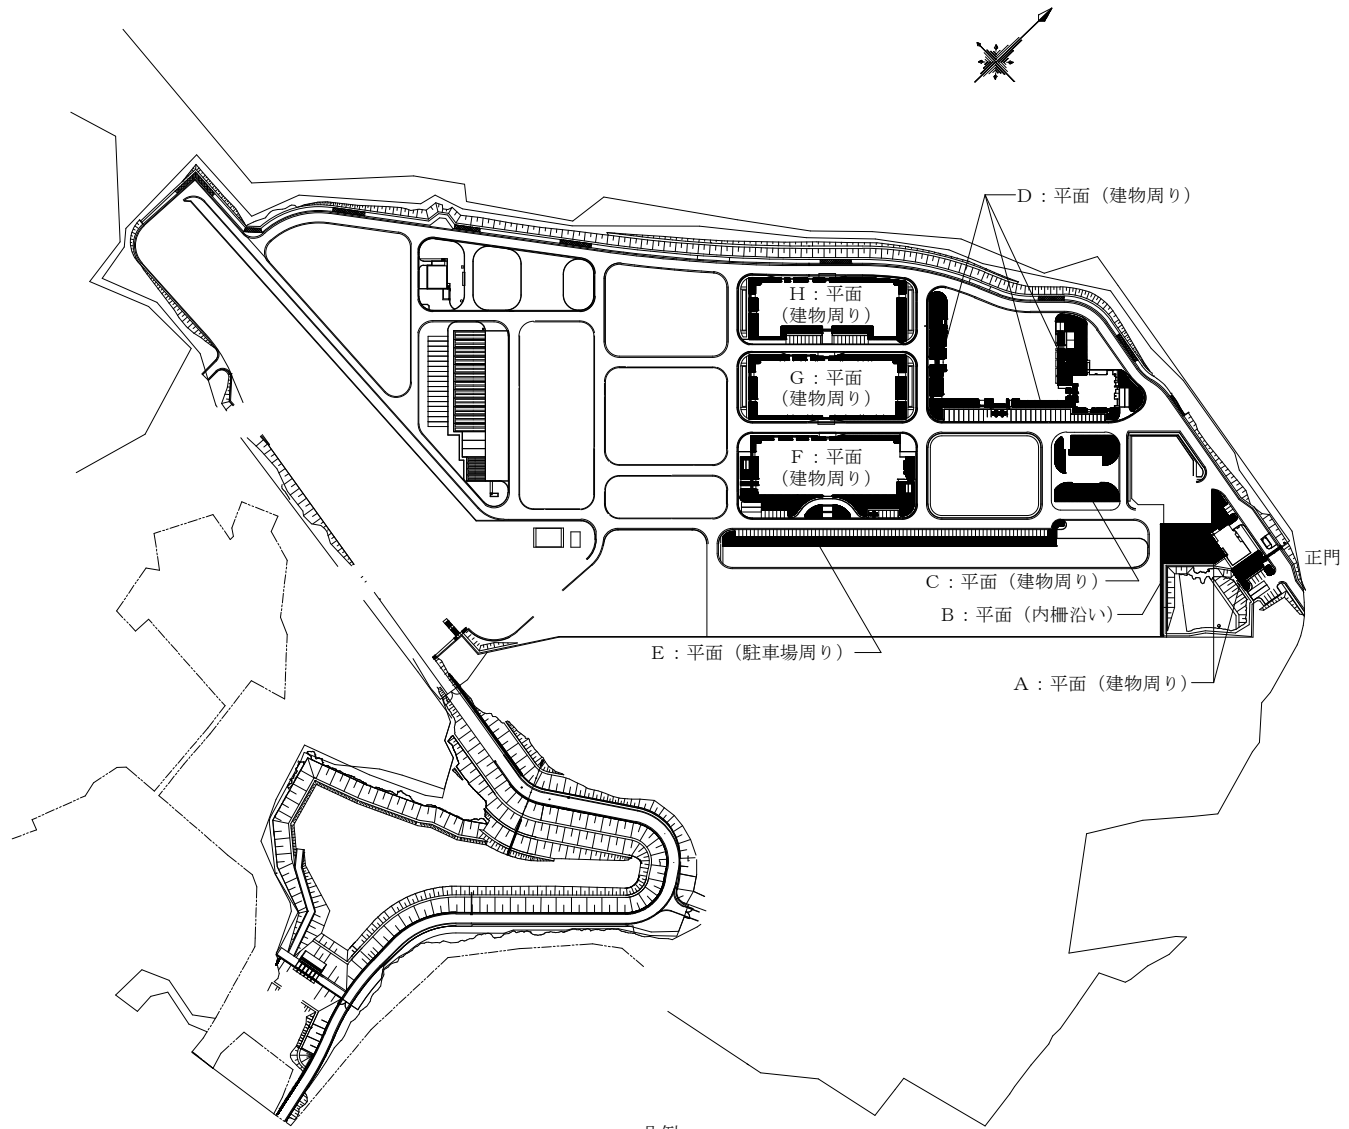 D：平面（建物周り）
H：平面
（建物周り）
G：平面
（建物周り）
F：平面
（建物周り）
正門
C：平面（建物周り）
B：平面（内柵沿い）
E：平面（駐車場周り）
A：平面（建物周り）